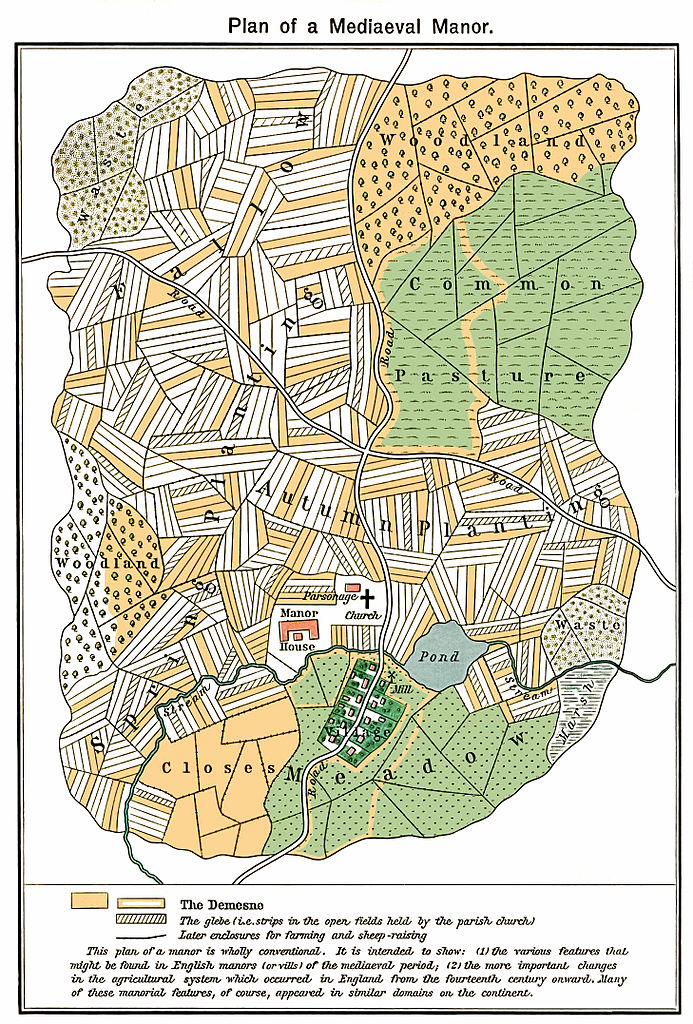 Plan of a Mediaeval Manor.
Waste
Woodland
Fallow
Road
Common
Road
Pasture
Spring Planting
Autumn Planting
Road
Woodland
Parsonage
Church
Manor
House
Pond
Waste
Stream
Mill
Stream
Marsh
Village
Closes
Meadow
Road
The Demesne
The glebe (i.e. strips in the open fields held by the parish church)
Later enclosures for farming and sheep-raising
This plan of a manor is wholly conventional. It is intended to show: (1) the various features that
might be found in English manors (or vills) of the mediaeval period; (2) the more important changes
in the agricultural system which occurred in England from the fourteenth century onward. Many
of these manorial features, of course, appeared in similar domains on the continent.